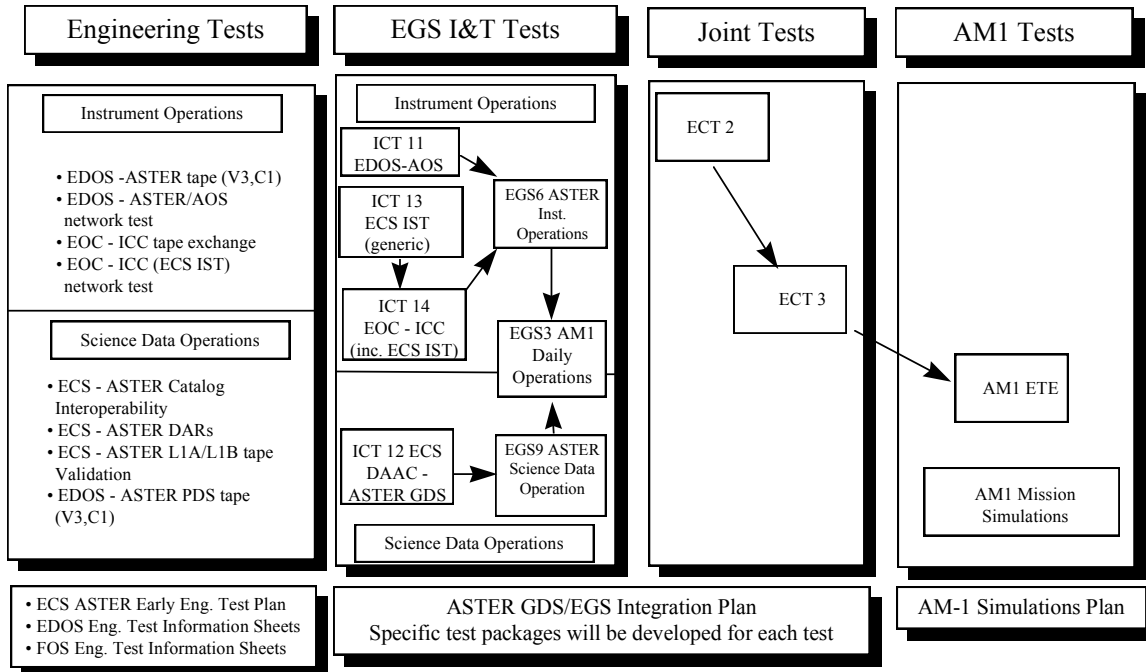 Engineering Tests
Instrument Operations
• EDOS -ASTER tape (V3,C1)
• EDOS - ASTER/AOS
network test
• EOC - ICC tape exchange
• EOC - ICC (ECS IST)
network test
Science Data Operations
• ECS - ASTER Catalog
Interoperability
• ECS - ASTER DARs
• ECS - ASTER L1A/L1B tape
Validation
• EDOS - ASTER PDS tape
(V3,C1)
• ECS ASTER Early Eng. Test Plan
• EDOS Eng. Test Information Sheets
• FOS Eng. Test Information Sheets
EGS I&T Tests
Instrument Operations
ICT 11
EDOS-AOS
ICT 13
ECS IST
(generic)
ICT 14
EOC - ICC
(inc. ECS IST)
EGS6 ASTER
Inst.
Operations
EGS3 AM1
Daily
Operations
ICT 12 ECS
DAAC -
ASTER GDS
EGS9 ASTER
Science Data
Operation
Science Data Operations
Joint Tests
ECT 2
ECT 3
ASTER GDS/EGS Integration Plan
Specific test packages will be developed for each test
AM1 Tests
AM1 ETE
AM1 Mission
Simulations
AM-1 Simulations Plan